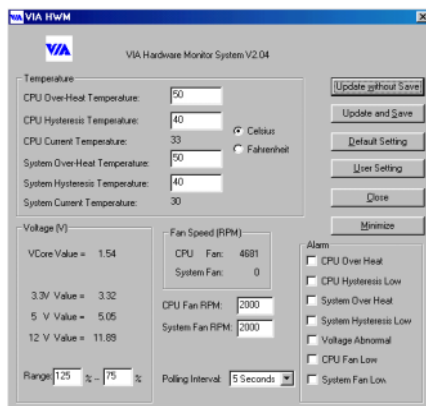 VIA HWM
VIA
VIA Hardware Monitor System V2.04
Temperature
CPU Over-Heat Temperature: 50
CPU Hysteresis Temperature: 40
CPU Current Temperature: 33
System Over-Heat Temperature: 50
System Hysteresis Temperature: 40
System Current Temperature: 30
Celsius
Fahrenheit
Update without Save
Update and Save
Default Setting
User Setting
Close
Minimize
Voltage (V)
VCore Value = 1.54
3.3V Value = 3.32
5 V Value = 5.05
12 V Value = 11.89
Range: 125 % -- 75 %
Fan Speed (RPM)
CPU Fan: 4681
System Fan: 0
CPU Fan RPM: 2000
System Fan RPM: 2000
Polling Interval: 5 Seconds
Alarm
CPU Over Heat
CPU Hysteresis Low
System Over Heat
System Hysteresis Low
Voltage Abnormal
CPU Fan Low
System Fan Low